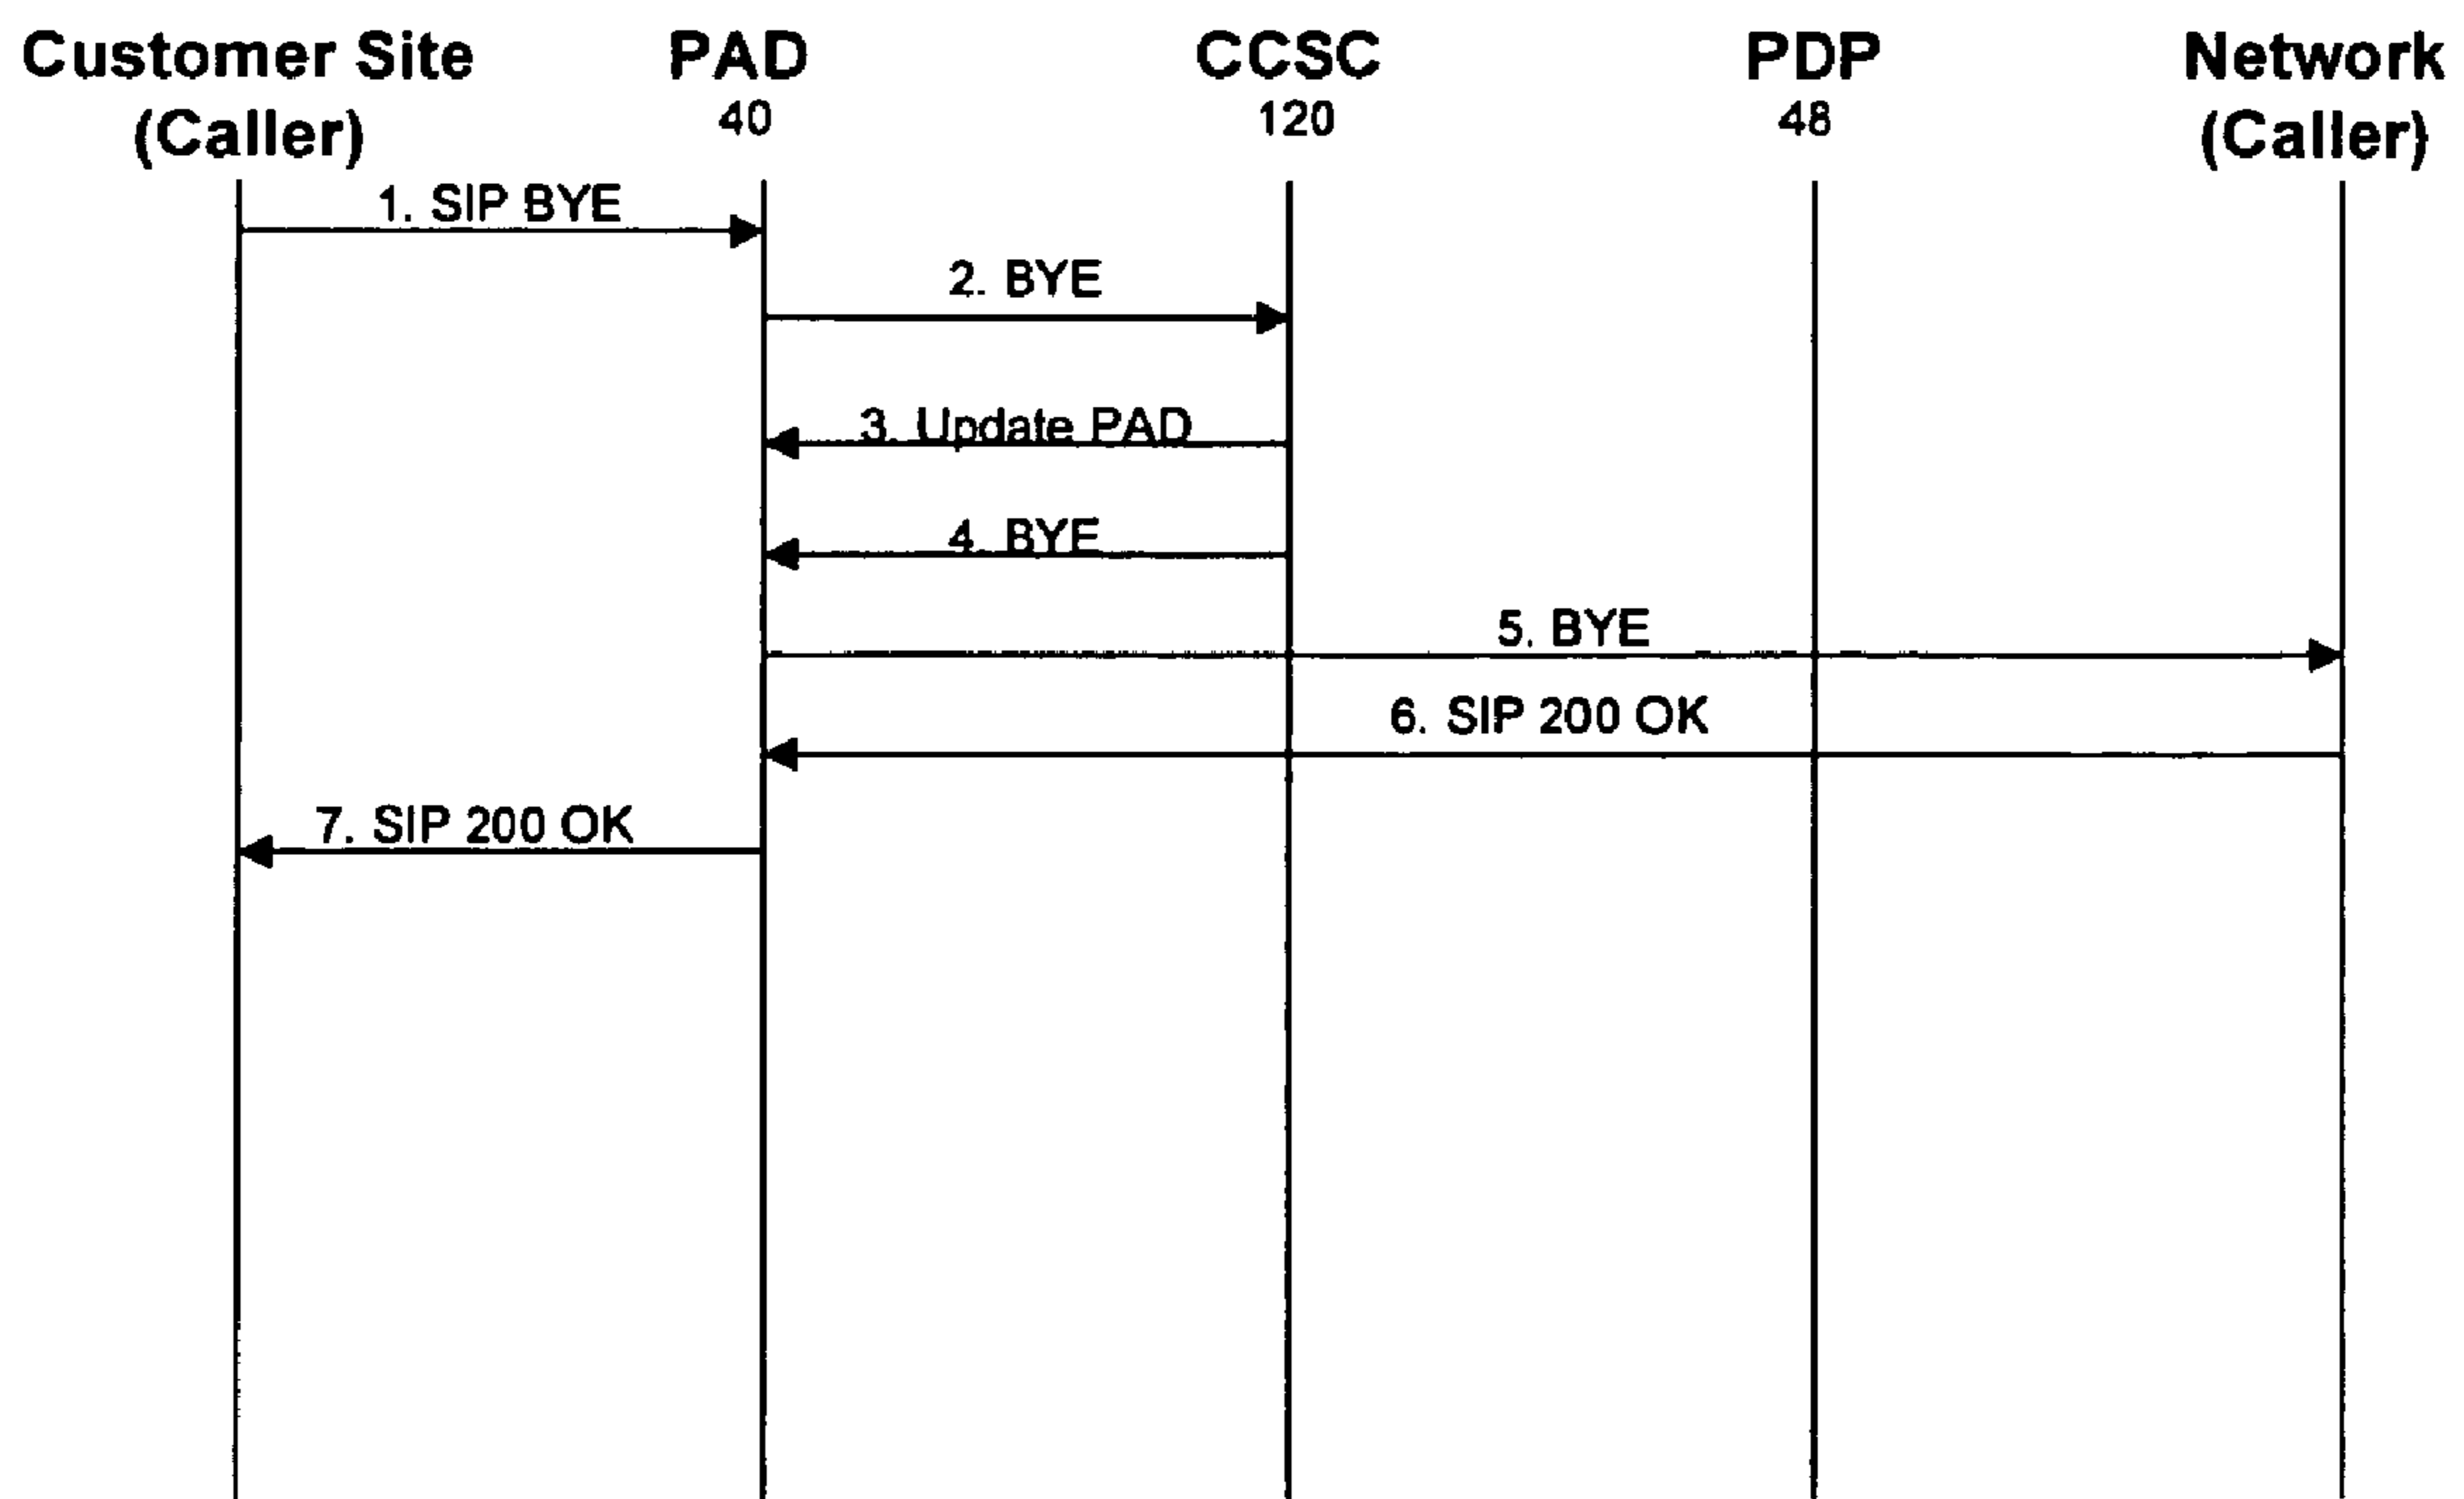 Customer Site
(Caller)
PAD
40
CCSC
120
PDP
48
Network
(Caller)
1. SIP BYE
2. BYE
3. Update PAD
4. BYE
5. BYE
6. SIP 200 OK
7. SIP 200 OK